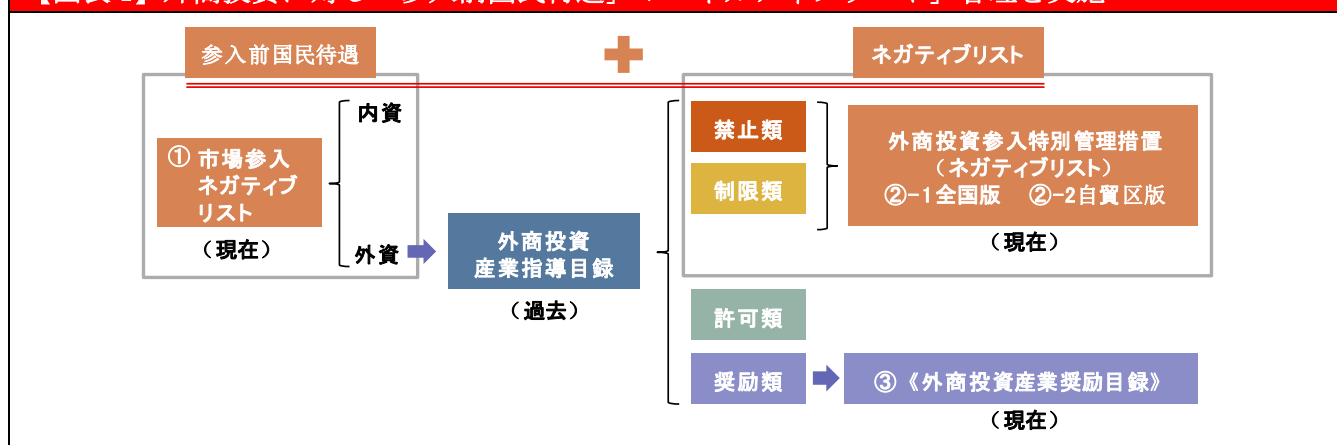 参入前国民待遇
ネガティブリスト
内資
① 市場参入
ネガティブ
リスト
(現在)
外資
外商投資
産業指導目録
(過去)
禁止類
制限類
外商投資参入特別管理措置
(ネガティブリスト)
②-1全国版 ②-2自貿区版
(現在)
許可類
奨励類
③《外商投資産業奨励目録》
(現在)